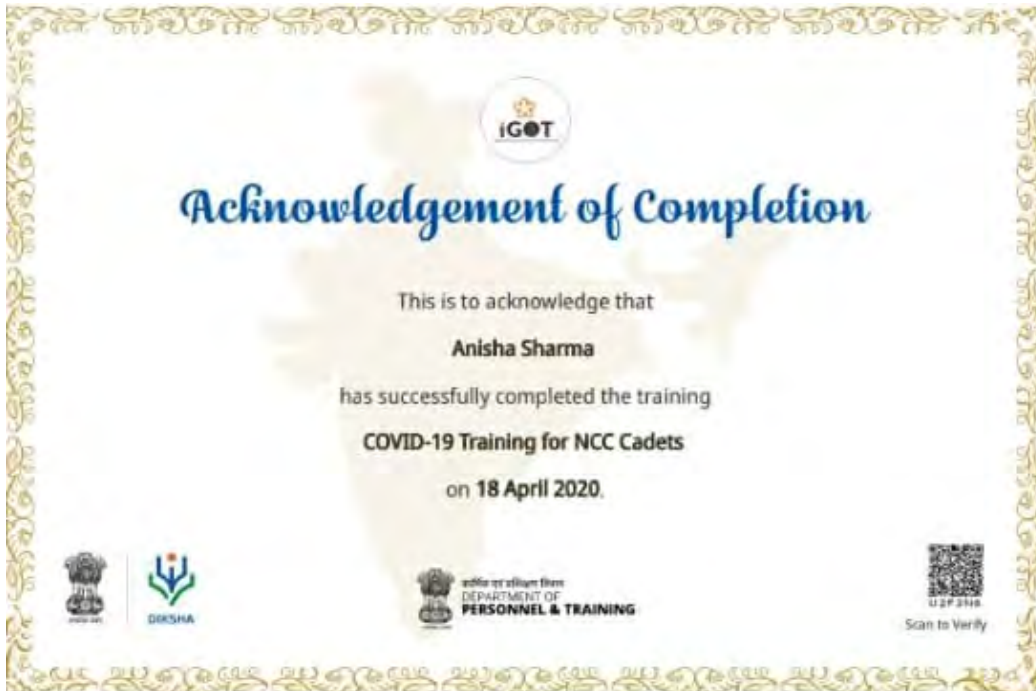 iGOT
Acknowledgement of Completion
This is to acknowledge that
Anisha Sharma
has successfully completed the training
COVID-19 Training for NCC Cadets
on 18 April 2020.
DIKSHA
DEPARTMENT OF
PERSONNEL & TRAINING
Scan to Verify